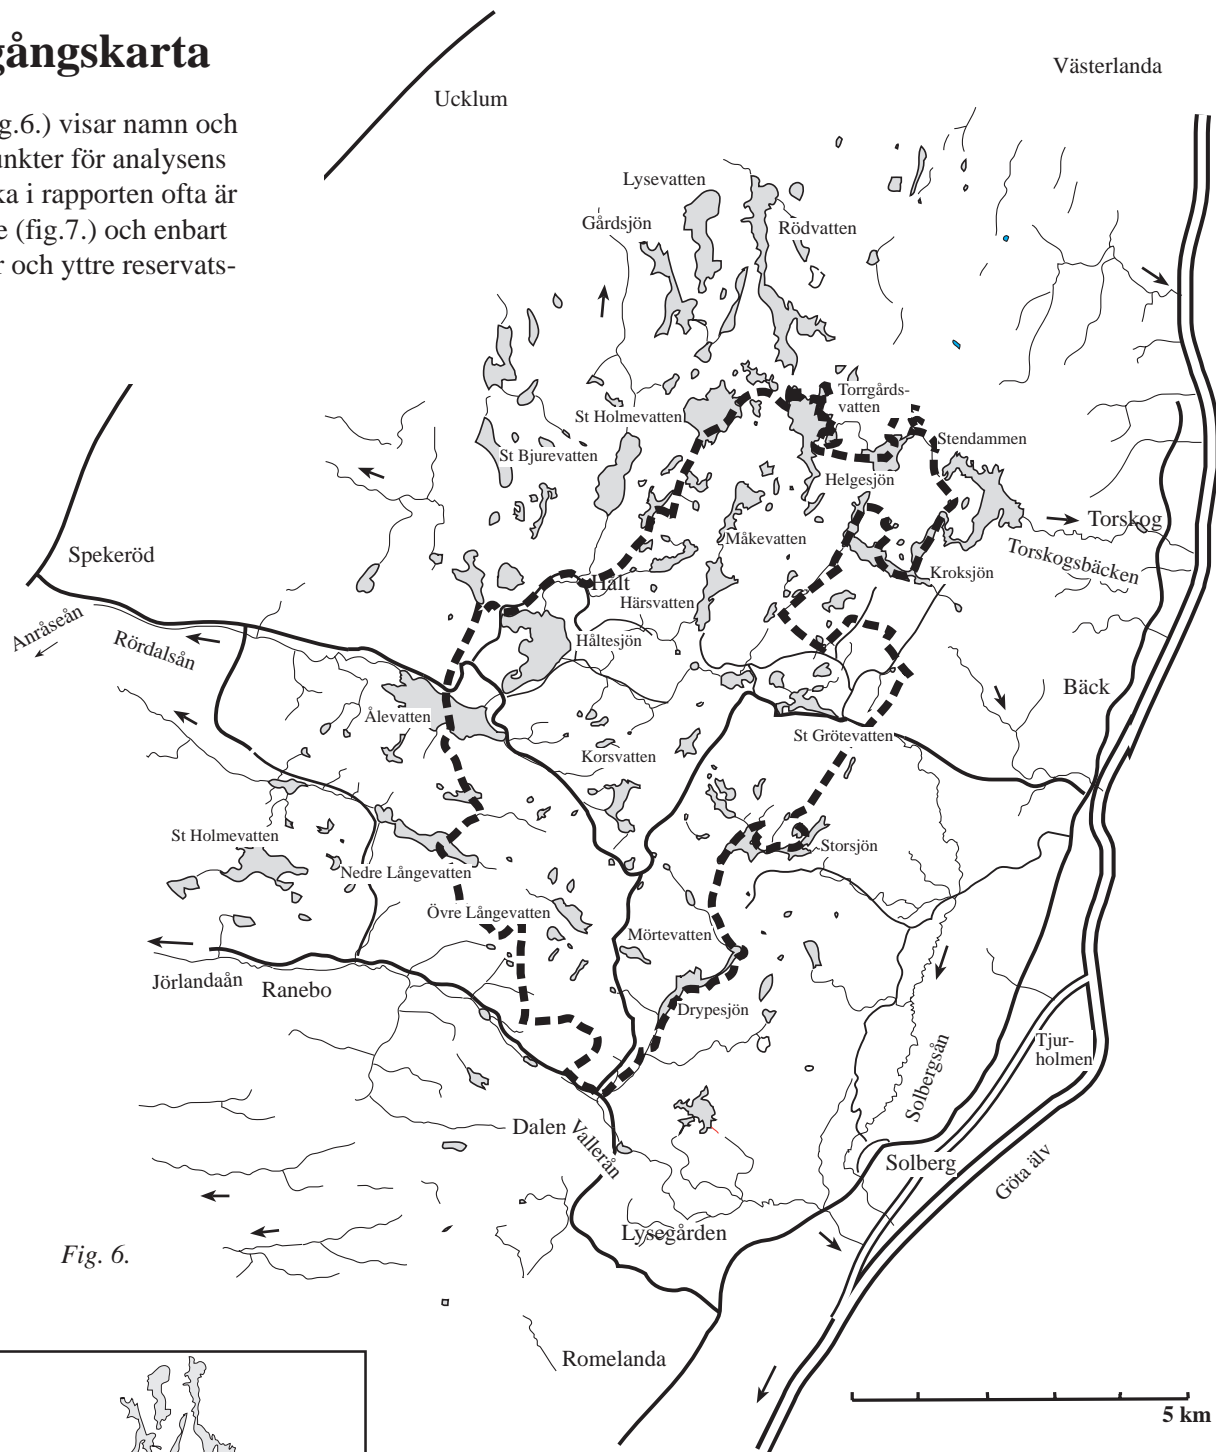 gångskarta
g.6.) visar namn och
unkter för analysens
ka i rapporten ofta är
e (fig.7.) och enbart
r och yttre reservats-
Ucklum
Västerlanda
Lysevatten
Gårdsjön
Rödvatten
Torrgårds-
vatten
St Holmevatten
Stendammen
St Bjurevatten
Helgesjön
Torskog
Måkevatten
Torskogsbäcken
Spekeröd
Kroksjön
Hålt
Härsvatten
Anråseån
Rördalsån
Håltesjön
Bäck
Ålevatten
St Grötevatten
Korsvatten
St Holmevatten
Storsjön
Nedre Långevatten
Övre Långevatten
Mörtevatten
Jörlandaån
Ranebo
Drypesjön
Tjur-
holmen
Solbergsån
Dalen
Vallerån
Solberg
Göta älv
Lysegården
Fig. 6.
Romelanda
5 km